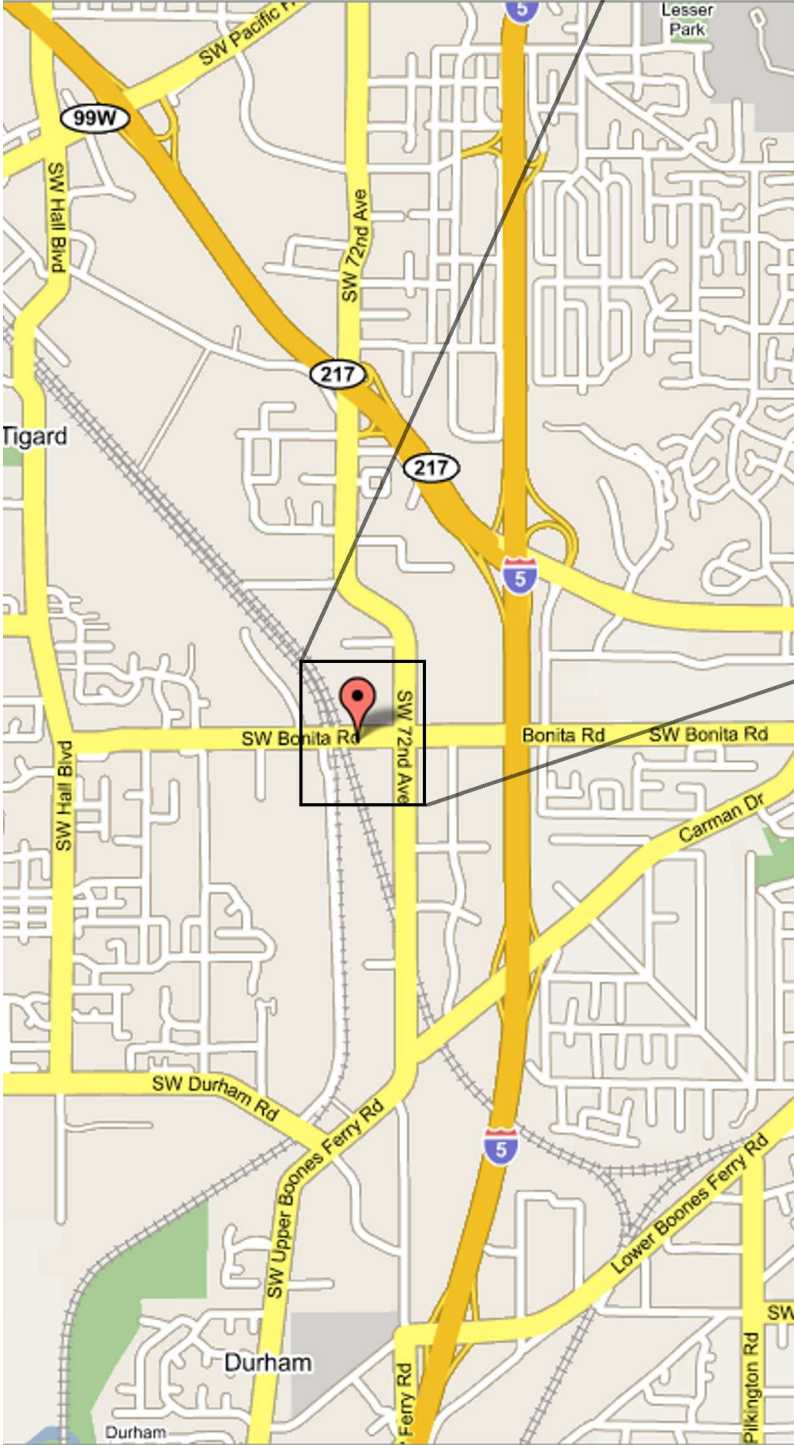 5
Lesser
Park
SW Pacific H
99W
SW Hall Blvd
SW 72nd Ave
217
Tigard
217
5
SW Bonita Rd
SW 72nd Ave
Bonita Rd
SW Bonita Rd
SW Hall Blvd
Carman Dr
SW Durham Rd
SW Upper Boones Ferry Rd
5
Lower Boones Ferry Rd
SW
Durham
Ferry Rd
Pilkington Rd
Durham